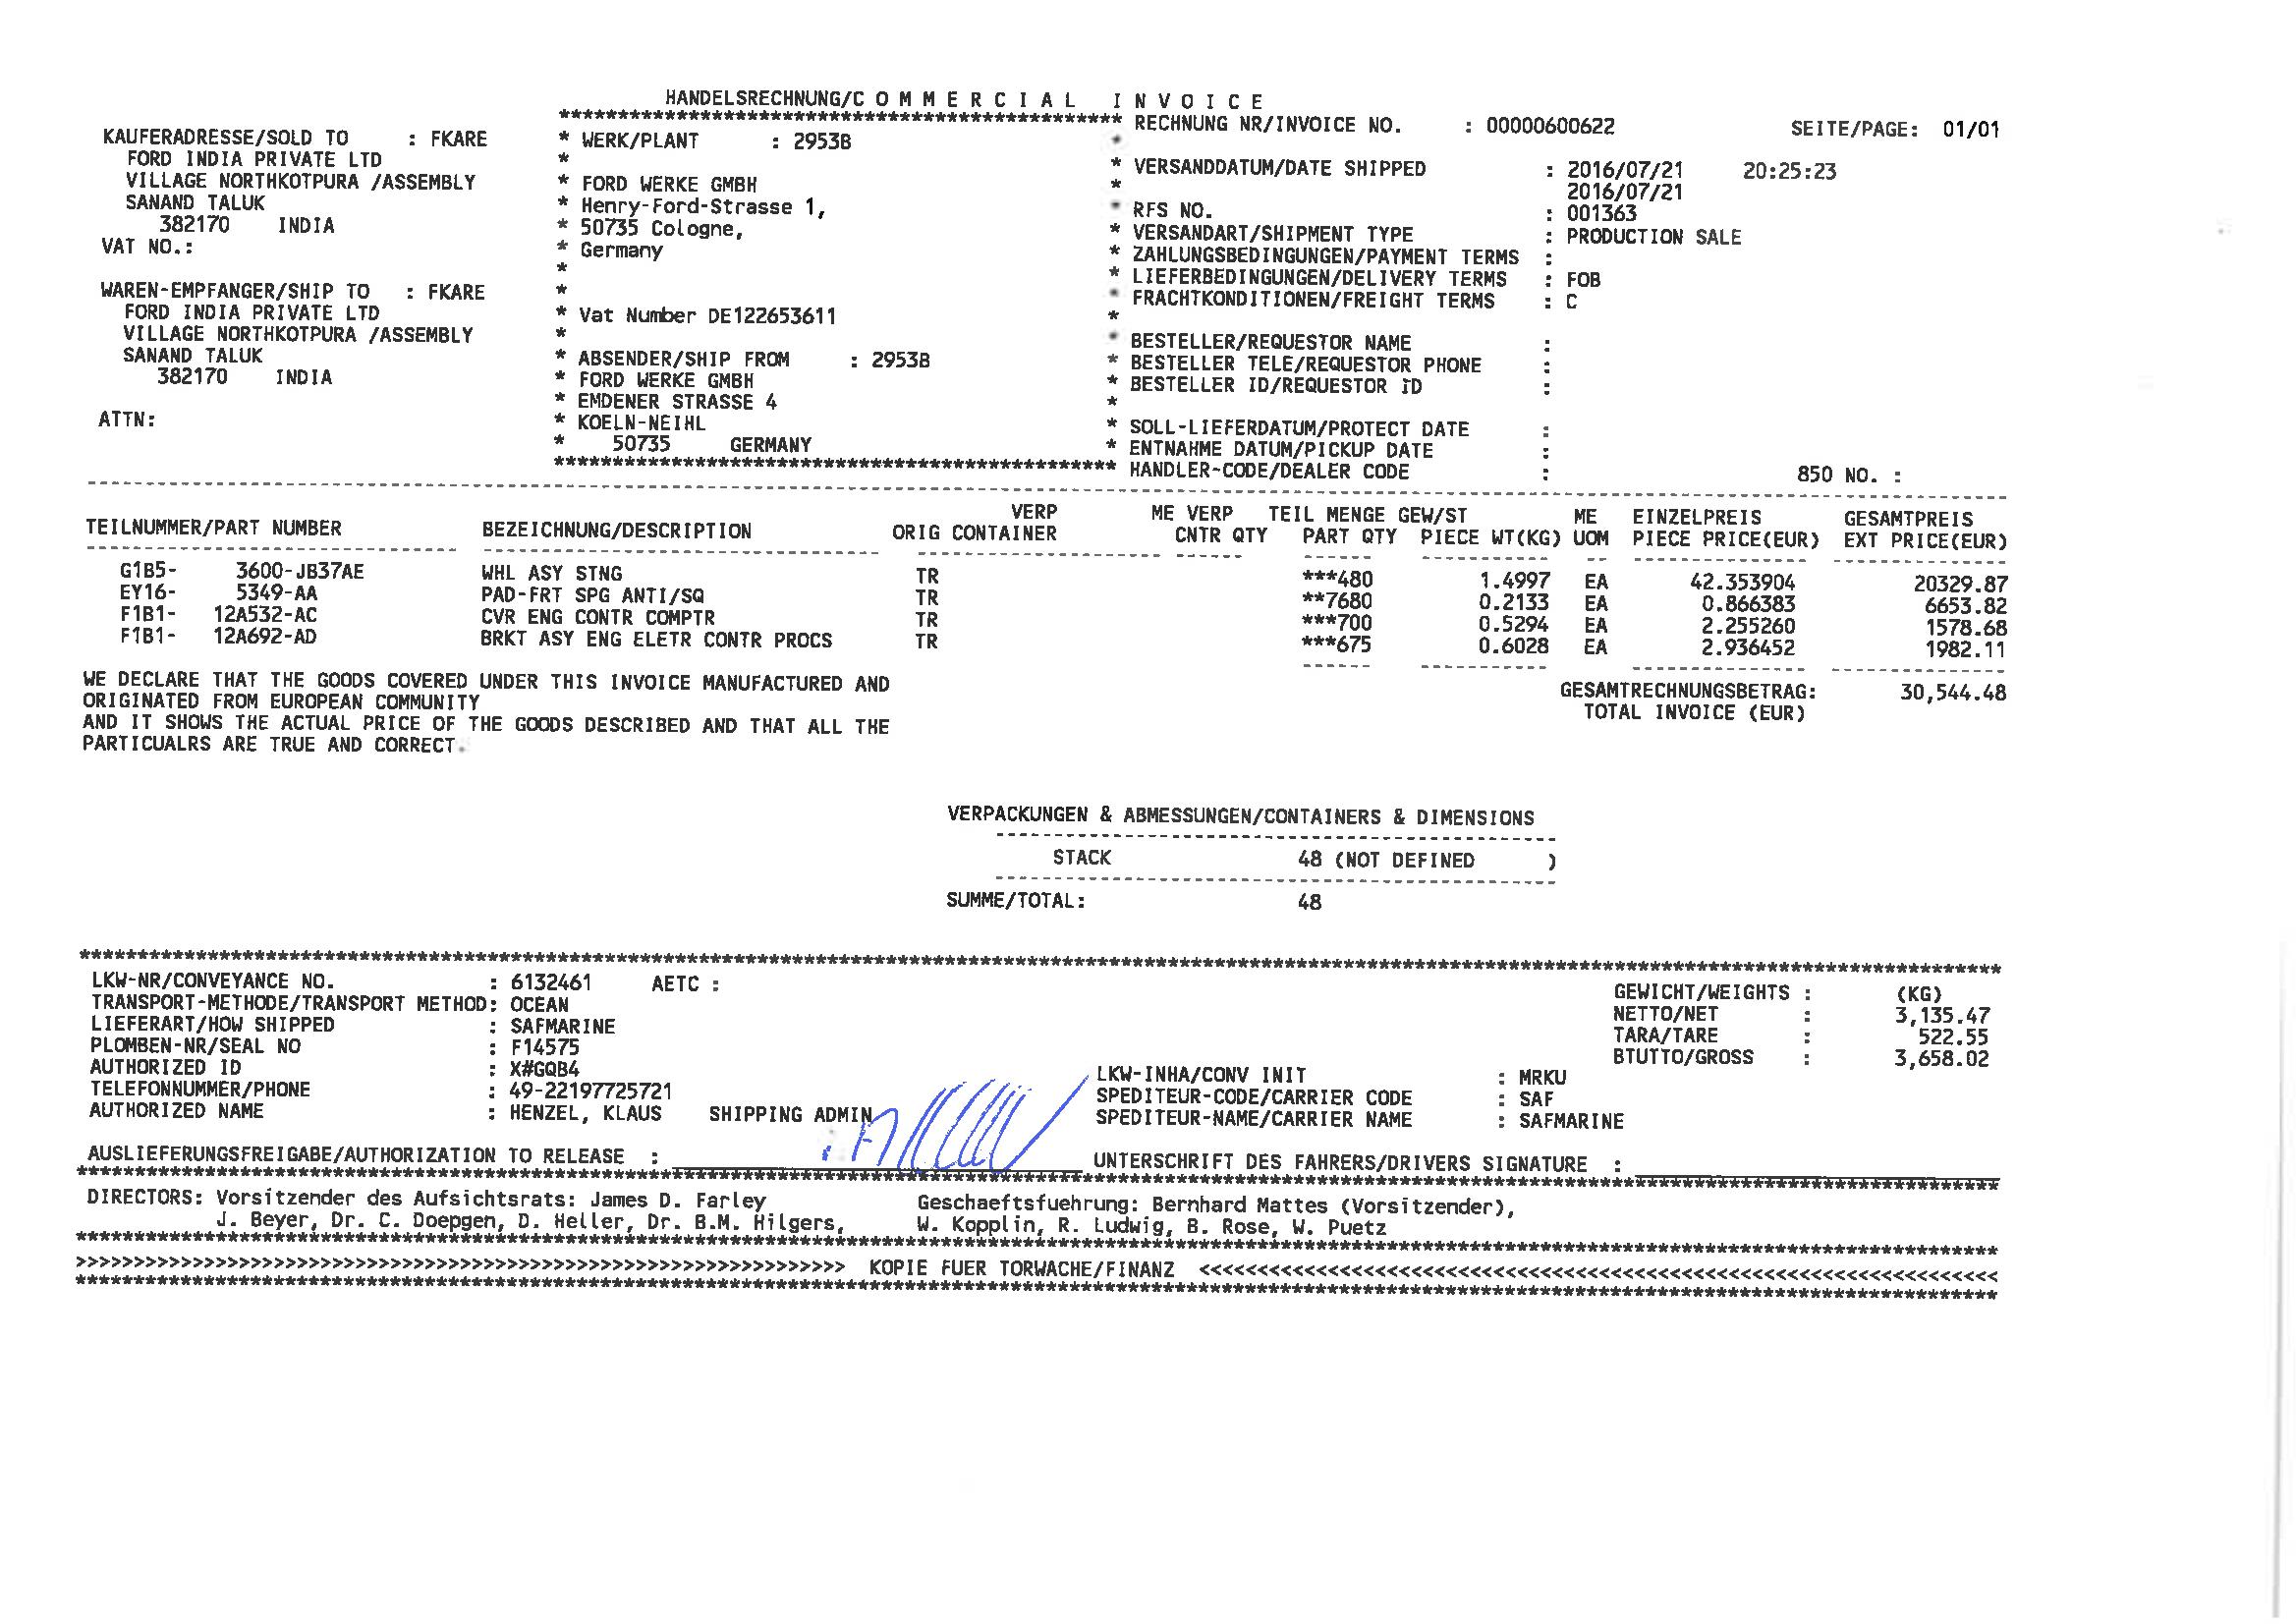 HANDELSRECHNUNG/C O M M E R C I A L   I N V O I C E
KAUFERADRESSE/SOLD TO : FKARE
FORD INDIA PRIVATE LTD
VILLAGE NORTHKOTPURA /ASSEMBLY
SANAND TALUK
382170 INDIA
VAT NO.:
WAREN-EMPFANGER/SHIP TO : FKARE
FORD INDIA PRIVATE LTD
VILLAGE NORTHKOTPURA /ASSEMBLY
SANAND TALUK
382170 INDIA
ATTN:
************************************************
* WERK/PLANT : 2953B
*
* FORD WERKE GMBH
* Henry-Ford-Strasse 1,
* 50735 Cologne,
* Germany
*
*
* Vat Number DE122653611
*
* ABSENDER/SHIP FROM : 2953B
* FORD WERKE GMBH
* EMDENER STRASSE 4
* KOELN-NEIHL
* 50735 GERMANY
************************************************
RECHNUNG NR/INVOICE NO. : 00000600622 SEITE/PAGE: 01/01
* VERSANDDATUM/DATE SHIPPED : 2016/07/21 20:25:23
* 2016/07/21
* RFS NO. : 001363
* VERSANDART/SHIPMENT TYPE : PRODUCTION SALE
* ZAHLUNGSBEDINGUNGEN/PAYMENT TERMS :
* LIEFERBEDINGUNGEN/DELIVERY TERMS : FOB
* FRACHTKONDITIONEN/FREIGHT TERMS : C
*
* BESTELLER/REQUESTOR NAME :
* BESTELLER TELE/REQUESTOR PHONE :
* BESTELLER ID/REQUESTOR ID :
*
* SOLL-LIEFERDATUM/PROTECT DATE :
* ENTNAHME DATUM/PICKUP DATE :
HANDLER-CODE/DEALER CODE : 850 NO. :
VERP ME VERP TEIL MENGE GEW/ST ME EINZELPREIS GESAMTPREIS
TEILNUMMER/PART NUMBER BEZEICHNUNG/DESCRIPTION ORIG CONTAINER CNTR QTY PART QTY PIECE WT(KG) UOM PIECE PRICE(EUR) EXT PRICE(EUR)
G1B5- 3600-JB37AE WHL ASY STNG TR ***480 1.4997 EA 42.353904 20329.87
EY16- 5349-AA PAD-FRT SPG ANTI/SQ TR **7680 0.2133 EA 0.866383 6653.82
F1B1- 12A532-AC CVR ENG CONTR COMPTR TR ***700 0.5294 EA 2.255260 1578.68
F1B1- 12A692-AD BRKT ASY ENG ELETR CONTR PROCS TR ***675 0.6028 EA 2.936452 1982.11
WE DECLARE THAT THE GOODS COVERED UNDER THIS INVOICE MANUFACTURED AND
ORIGINATED FROM EUROPEAN COMMUNITY
AND IT SHOWS THE ACTUAL PRICE OF THE GOODS DESCRIBED AND THAT ALL THE
PARTICUALRS ARE TRUE AND CORRECT.
GESAMTRECHNUNGSBETRAG: 30,544.48
TOTAL INVOICE (EUR)
VERPACKUNGEN & ABMESSUNGEN/CONTAINERS & DIMENSIONS
STACK 48 (NOT DEFINED )
SUMME/TOTAL: 48
LKW-NR/CONVEYANCE NO. : 6132461 AETC :
TRANSPORT-METHODE/TRANSPORT METHOD: OCEAN
LIEFERART/HOW SHIPPED : SAFMARINE
PLOMBEN-NR/SEAL NO : F14575
AUTHORIZED ID : X#GQB4
TELEFONNUMMER/PHONE : 49-22197725721
AUTHORIZED NAME : HENZEL, KLAUS SHIPPING ADMIN
GEWICHT/WEIGHTS : (KG)
NETTO/NET : 3,135.47
TARA/TARE : 522.55
BTUTTO/GROSS : 3,658.02
LKW-INHA/CONV INIT : MRKU
SPEDITEUR-CODE/CARRIER CODE : SAF
SPEDITEUR-NAME/CARRIER NAME : SAFMARINE
AUSLIEFERUNGSFREIGABE/AUTHORIZATION TO RELEASE :
UNTERSCHRIFT DES FAHRERS/DRIVERS SIGNATURE :
DIRECTORS: Vorsitzender des Aufsichtsrats: James D. Farley Geschaeftsfuehrung: Bernhard Mattes (Vorsitzender),
J. Beyer, Dr. C. Doepgen, D. Heller, Dr. B.M. Hilgers, W. Kopplin, R. Ludwig, B. Rose, W. Puetz
>>>>>>>>>>>>>>>>>>>>>>>>>>>>>>>>>>>>>>>>>>>>>>>>>>>>>>>>>>>>>>>>>> KOPIE FUER TORWACHE/FINANZ <<<<<<<<<<<<<<<<<<<<<<<<<<<<<<<<<<<<<<<<<<<<<<<<<<<<<<<<<<<<<<<<<<<<